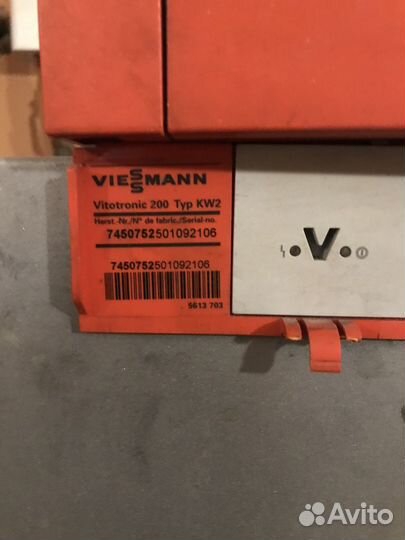 VIESSMANN
Vitotronic 200 Typ KW2
Herst.-Nr./N° de fabric./Serial-no.
7450752501092106
7450752501092106
5613 703
V
Avito